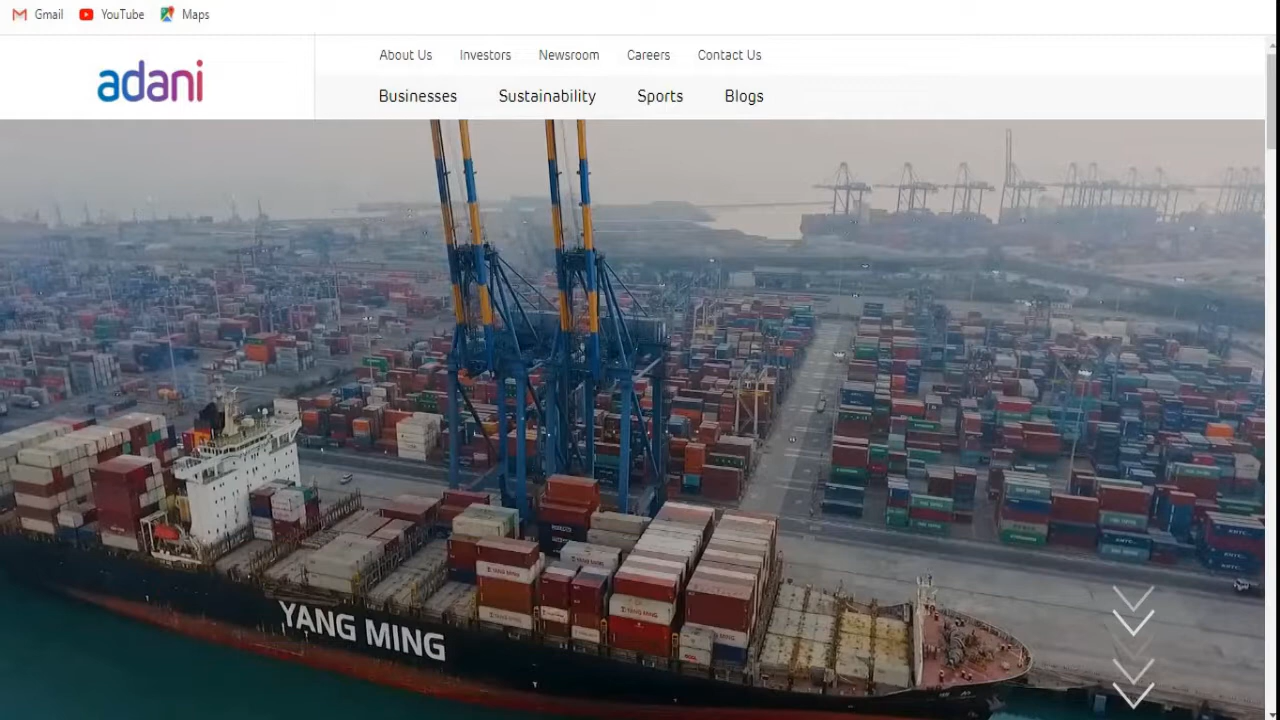 Gmail YouTube Maps
About Us Investors Newsroom Careers Contact Us
adani
Businesses Sustainability Sports Blogs
YANG MING